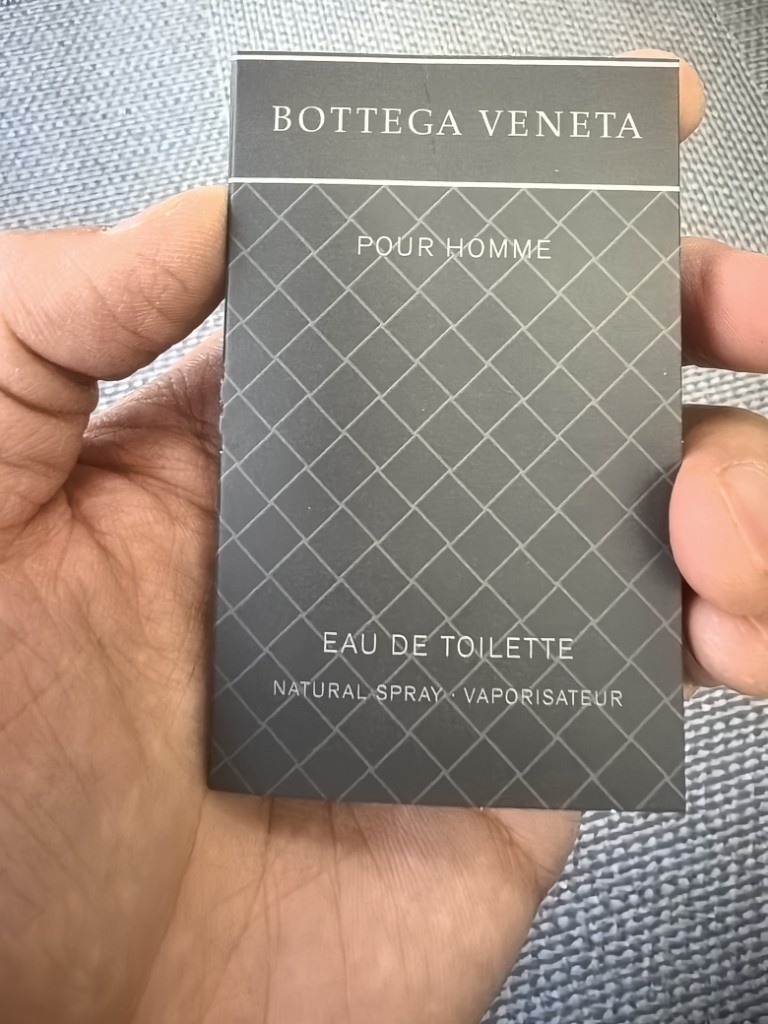 BOTTEGA VENETA
POUR HOMME
EAU DE TOILETTE
NATURAL SPRAY · VAPORISATEUR